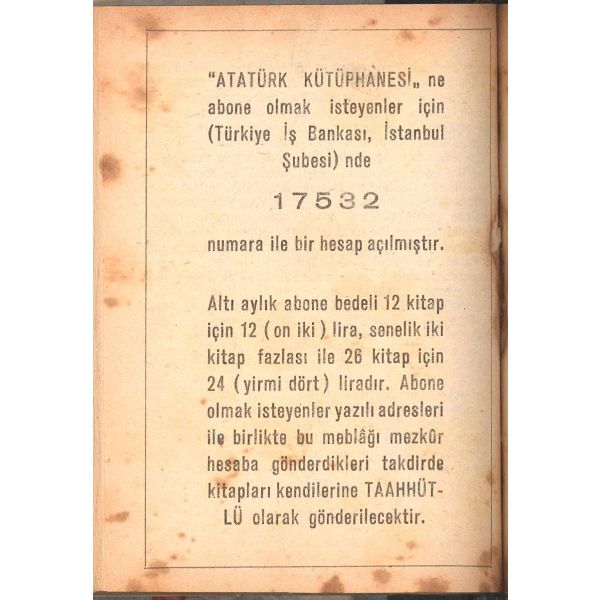 "ATATÜRK KÜTÜPHANESİ„ ne
abone olmak isteyenler için
(Türkiye İş Bankası, İstanbul
Şubesi) nde
17532
numara ile bir hesap açılmıştır.
Altı aylık abone bedeli 12 kitap
için 12 (on iki) lira, senelik iki
kitap fazlası ile 26 kitap için
24 (yirmi dört) liradır. Abone
olmak isteyenler yazılı adresleri
ile birlikte bu meblâğı mezkûr
hesaba gönderdikleri takdirde
kitapları kendilerine TAAHHÜT-
LÜ olarak gönderilecektir.